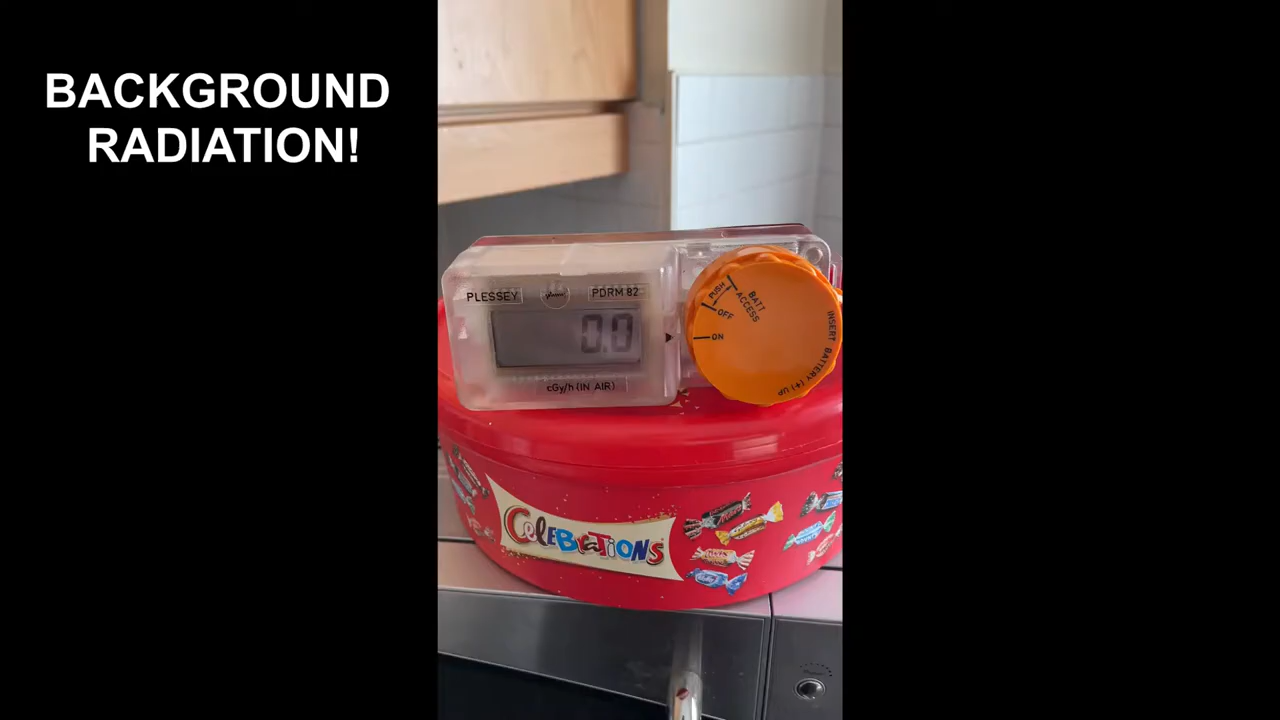 BACKGROUND
RADIATION!
PLESSEY
PDRM 82
0.0
cGy/h (IN AIR)
PUSH
OFF
ON
BATT
ACCESS
INSERT BATTERY (+) UP
CELEBRATIONS